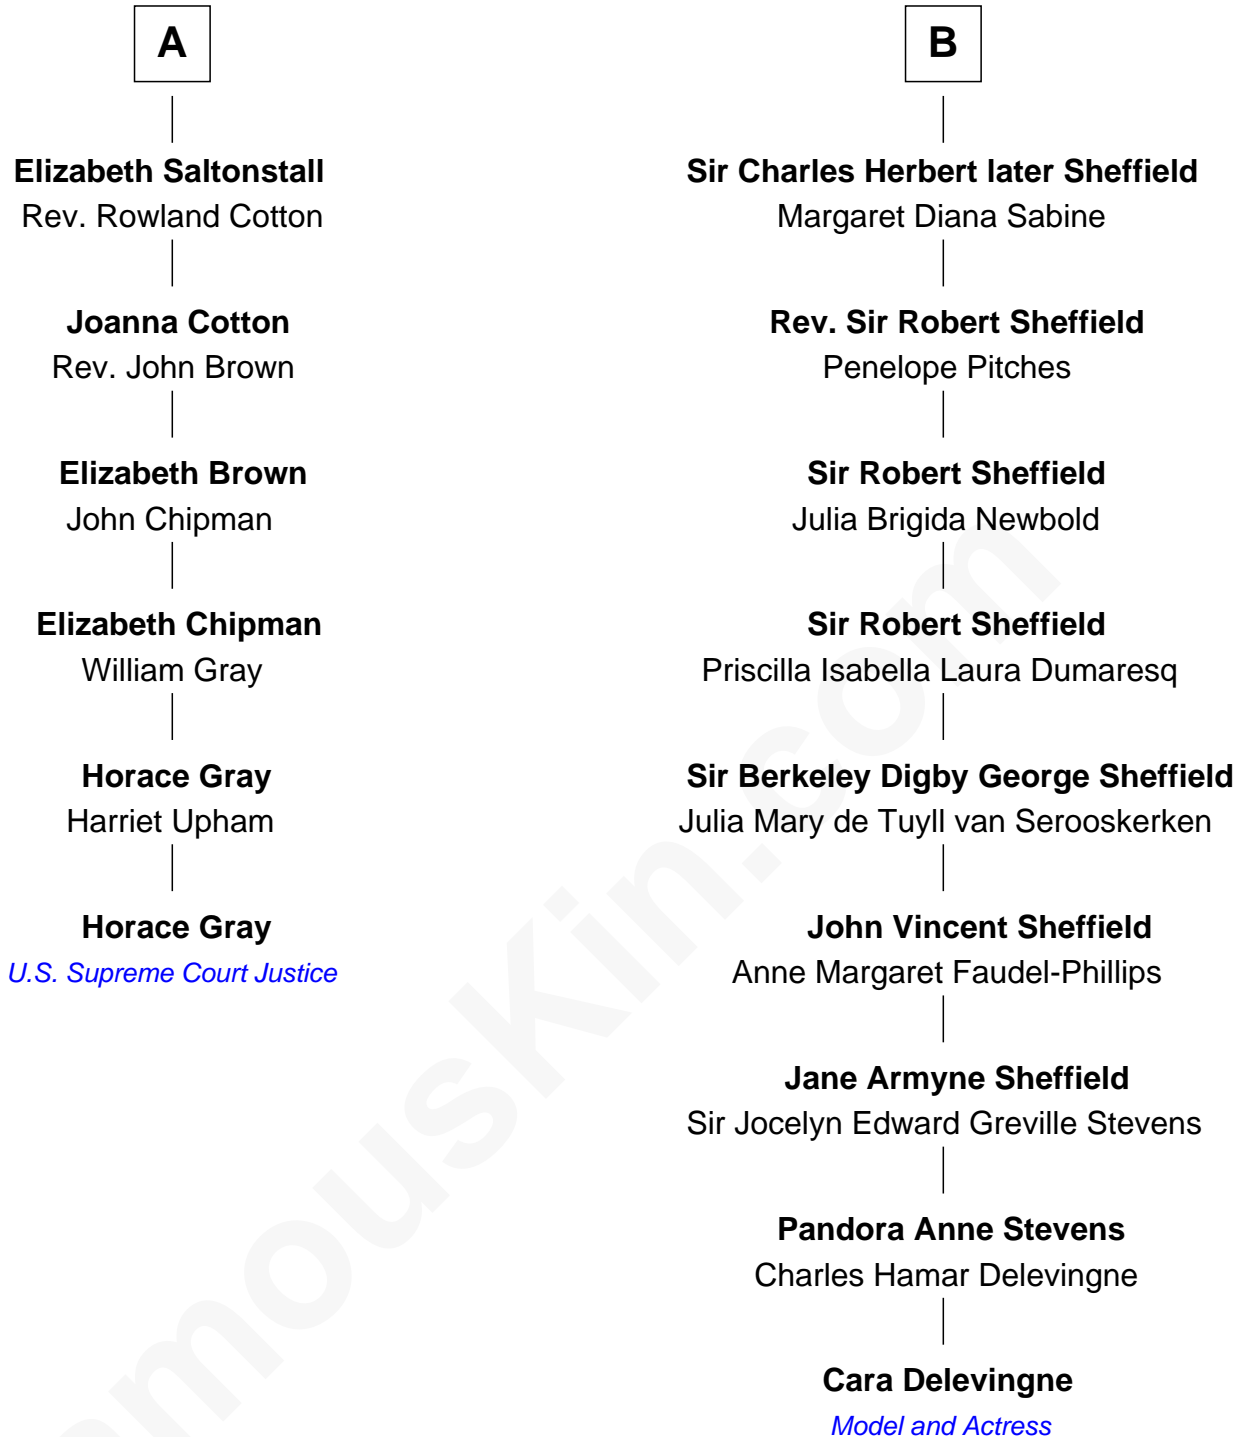 A
Elizabeth Saltonstall
Rev. Rowland Cotton
Joanna Cotton
Rev. John Brown
Elizabeth Brown
John Chipman
Elizabeth Chipman
William Gray
Horace Gray
Harriet Upham
Horace Gray
U.S. Supreme Court Justice
B
Sir Charles Herbert later Sheffield
Margaret Diana Sabine
Rev. Sir Robert Sheffield
Penelope Pitches
Sir Robert Sheffield
Julia Brigida Newbold
Sir Robert Sheffield
Priscilla Isabella Laura Dumaresq
Sir Berkeley Digby George Sheffield
Julia Mary de Tuyll van Serooskerken
John Vincent Sheffield
Anne Margaret Faudel-Phillips
Jane Armyne Sheffield
Sir Jocelyn Edward Greville Stevens
Pandora Anne Stevens
Charles Hamar Delevingne
Cara Delevingne
Model and Actress
amouskin.com